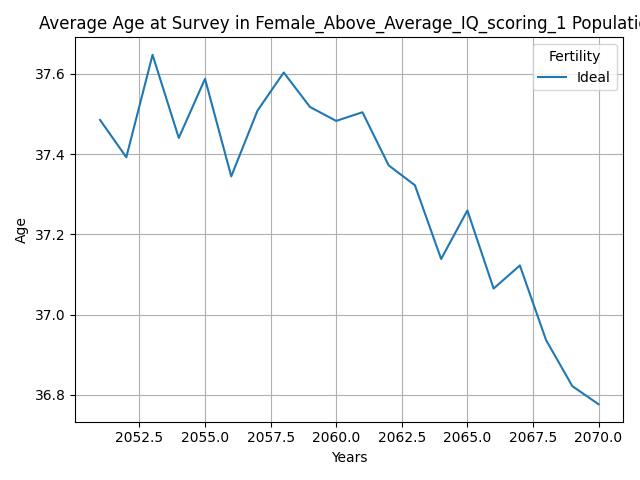 Average Age at Survey in Female_Above_Average_IQ_scoring_1 Populati
Fertility
Ideal
37.6
37.4
37.2
37.0
36.8
Age
2052.5 2055.0 2057.5 2060.0 2062.5 2065.0 2067.5 2070.0
Years